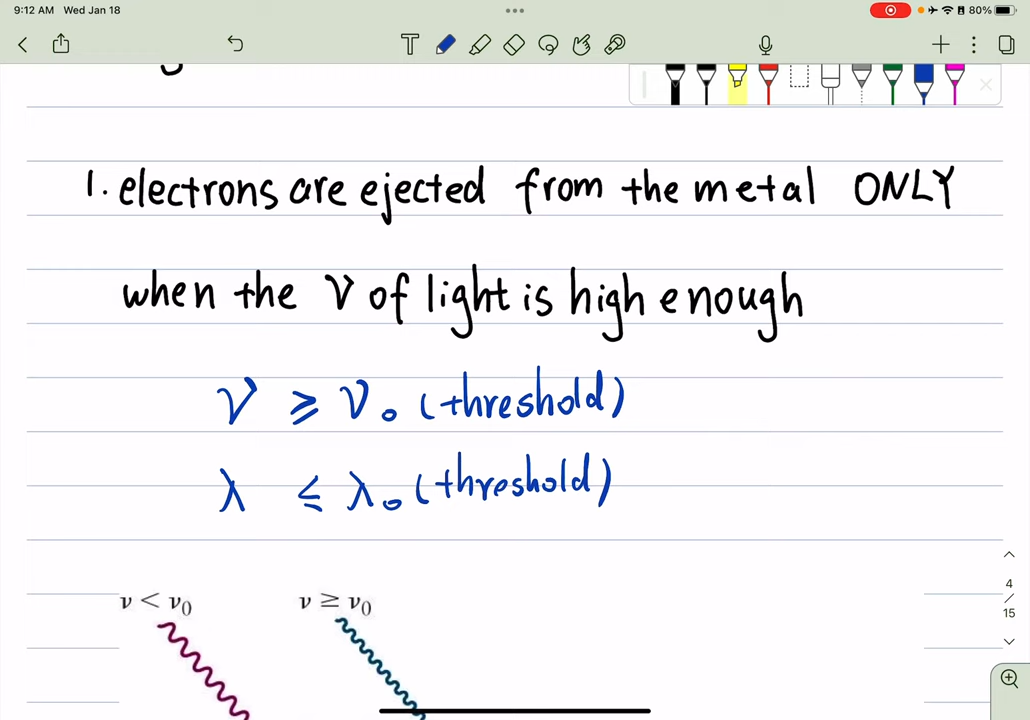 9:12 AM Wed Jan 18
80%
T
1. electrons are ejected from the metal ONLY
when the ν of light is high enough
ν ≥ ν₀ (threshold)
λ ≤ λ₀ (threshold)
4
/
15
ν < ν₀ ν ≥ ν₀